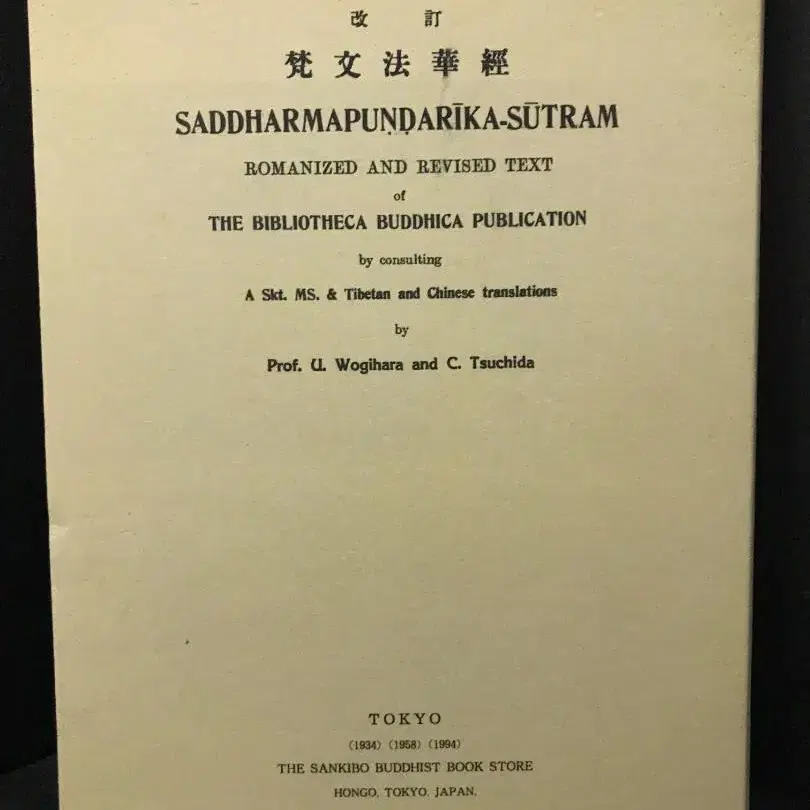 改 訂
梵文法華經
SADDHARMAPUṆḌARĪKA-SŪTRAM
ROMANIZED AND REVISED TEXT
of
THE BIBLIOTHECA BUDDHICA PUBLICATION
by consulting
A Skt. MS. & Tibetan and Chinese translations
by
Prof. U. Wogihara and C. Tsuchida
TOKYO
(1934) (1958) (1994)
THE SANKIBO BUDDHIST BOOK STORE
HONGO, TOKYO, JAPAN.